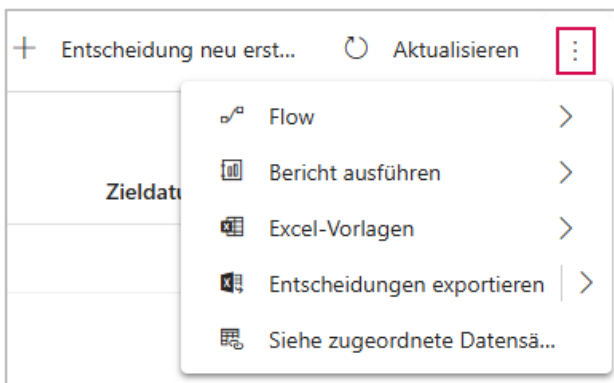 Entscheidung neu erst... Aktualisieren
Flow
Bericht ausführen
Zieldatu
Excel-Vorlagen
Entscheidungen exportieren
Siehe zugeordnete Datensä...